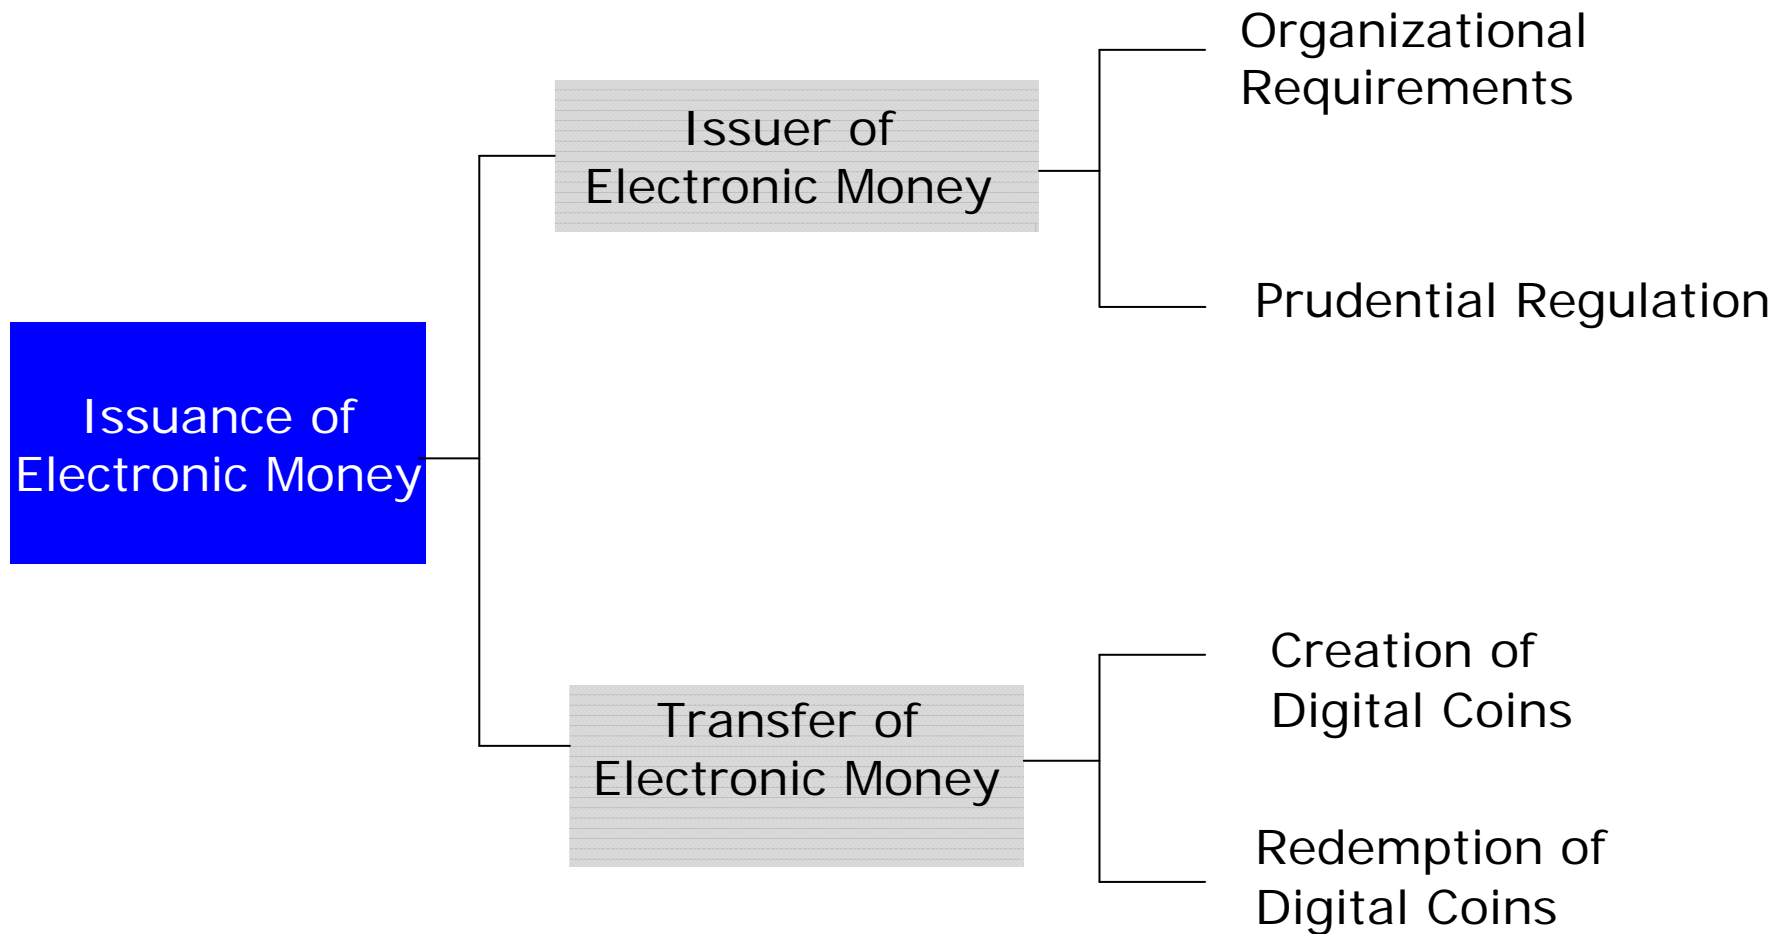 Issuance of
Electronic Money
Issuer of
Electronic Money
Organizational
Requirements
Prudential Regulation
Transfer of
Electronic Money
Creation of
Digital Coins
Redemption of
Digital Coins